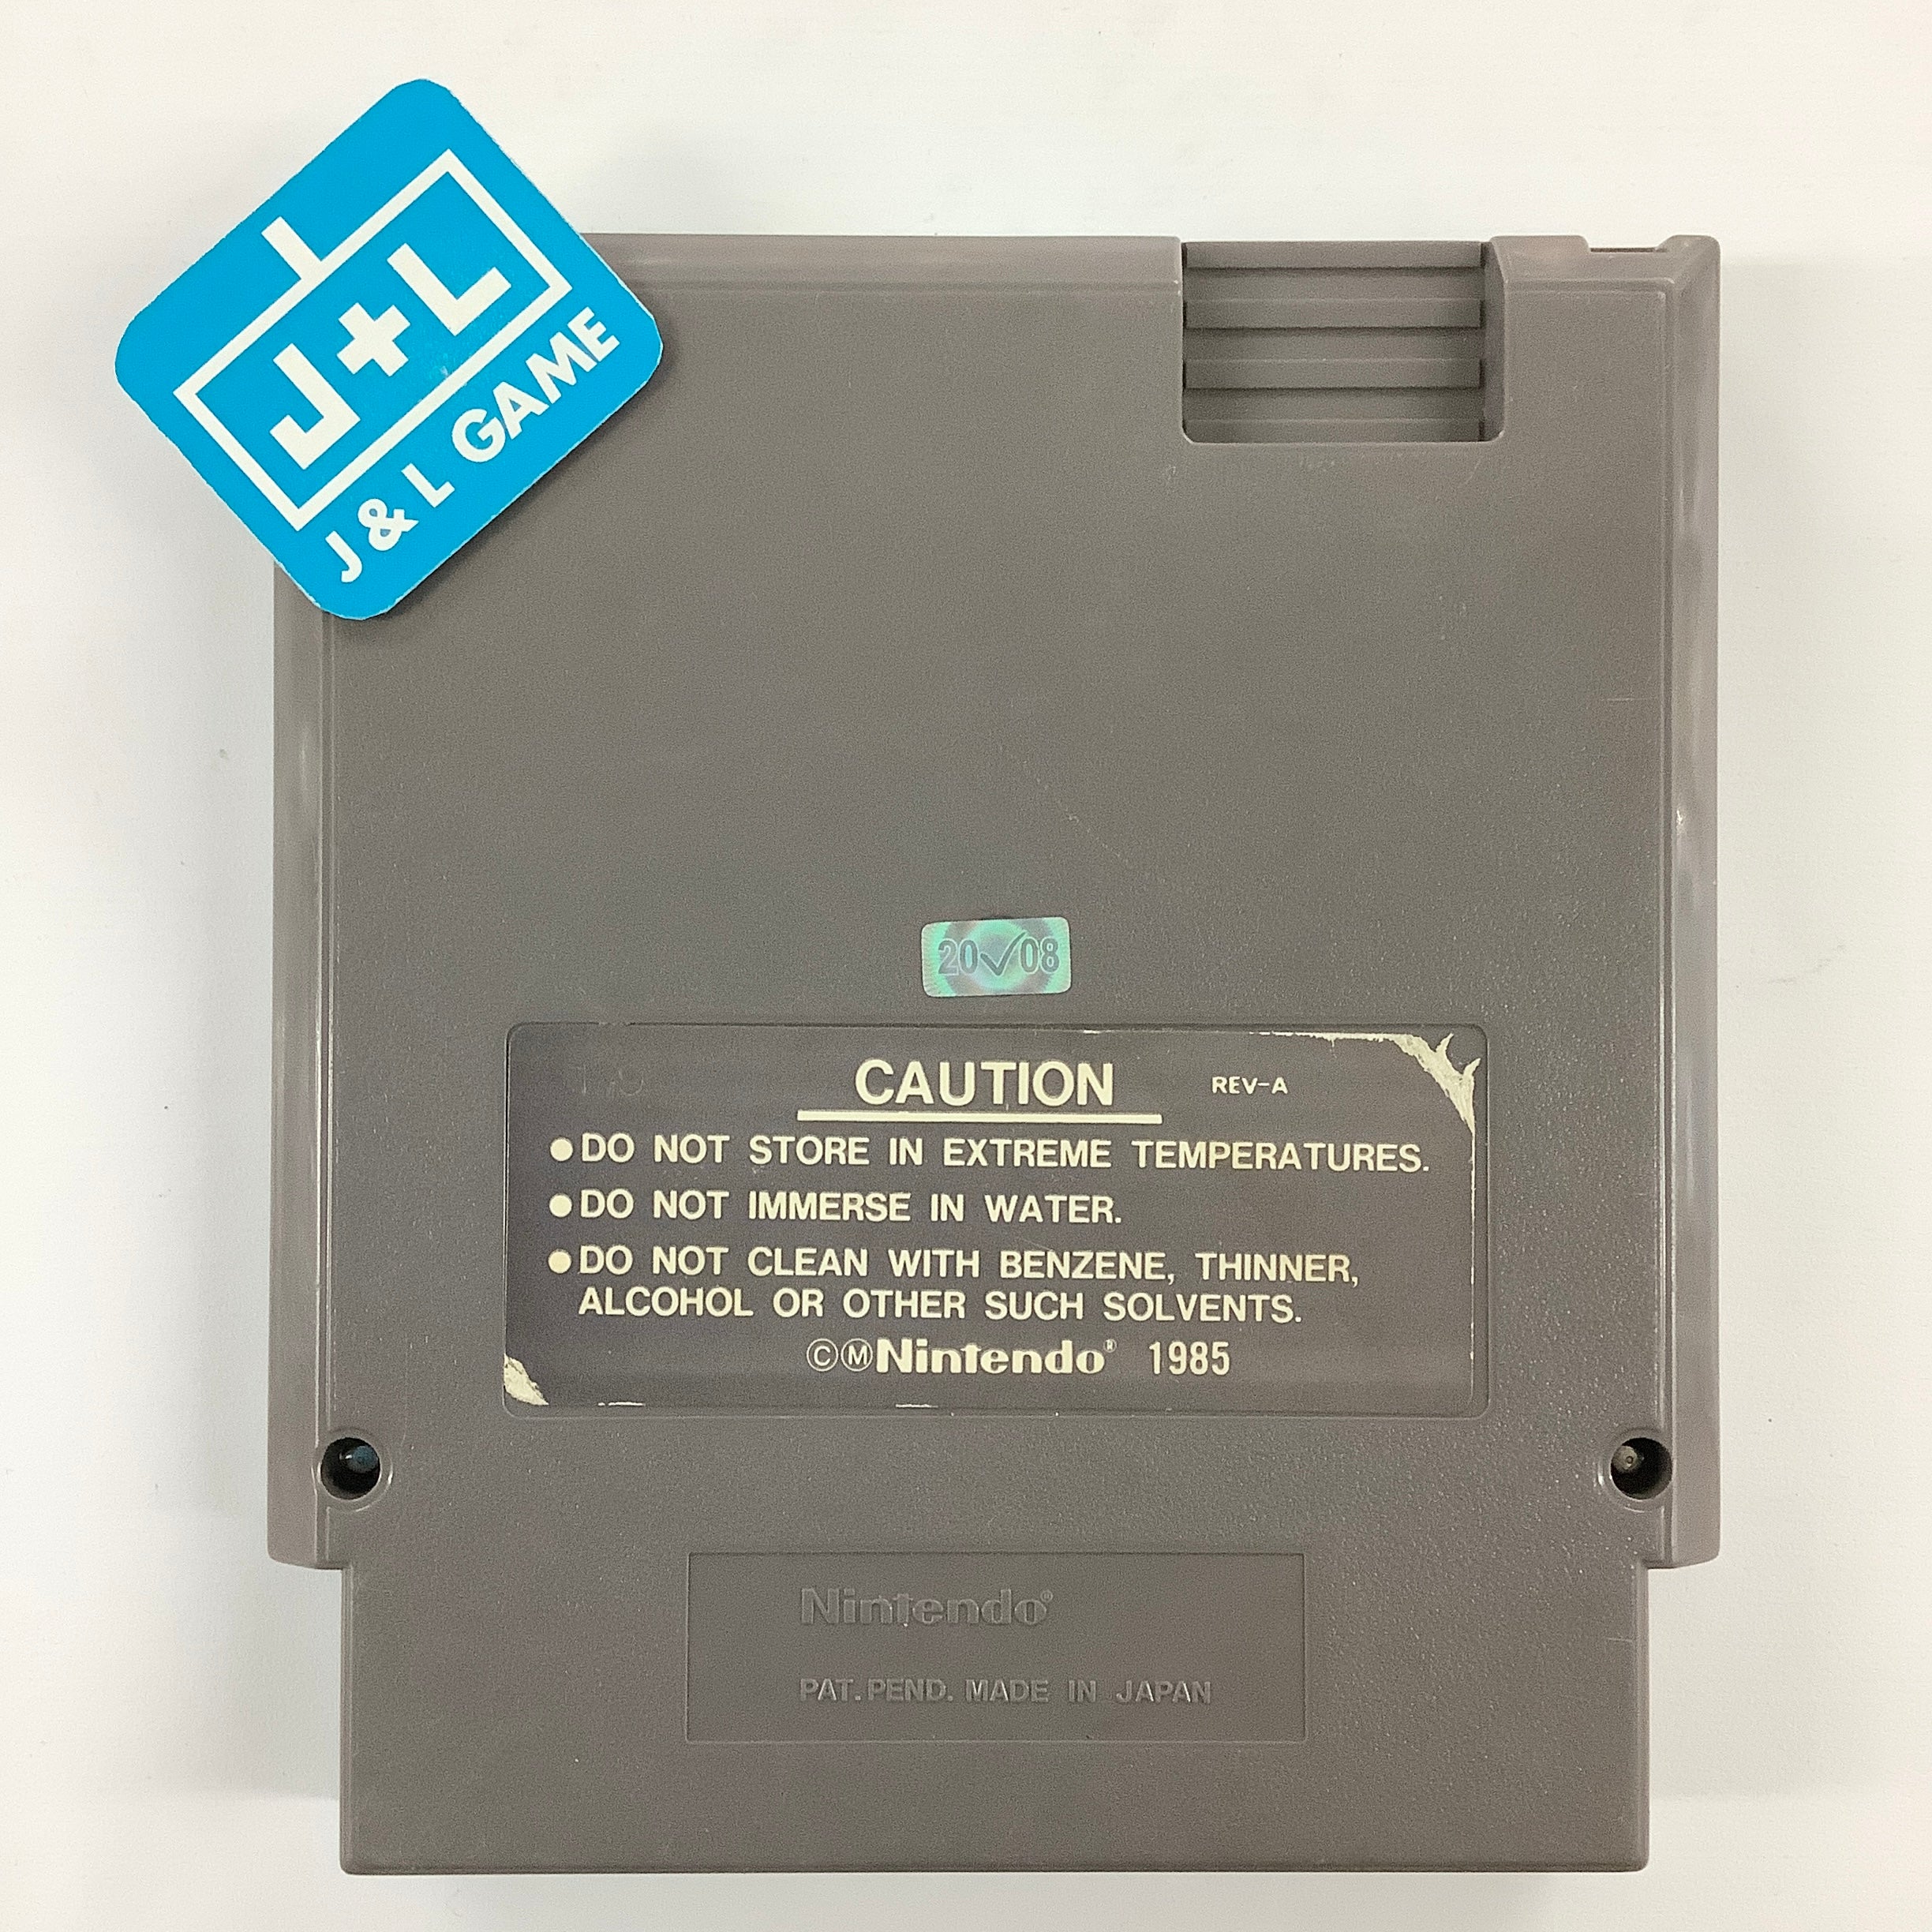 J+L
J & L GAME
20✓08
CAUTION REV-A
●DO NOT STORE IN EXTREME TEMPERATURES.
●DO NOT IMMERSE IN WATER.
●DO NOT CLEAN WITH BENZENE, THINNER,
ALCOHOL OR OTHER SUCH SOLVENTS.
©ⓂNintendo® 1985
Nintendo®
PAT. PEND. MADE IN JAPAN